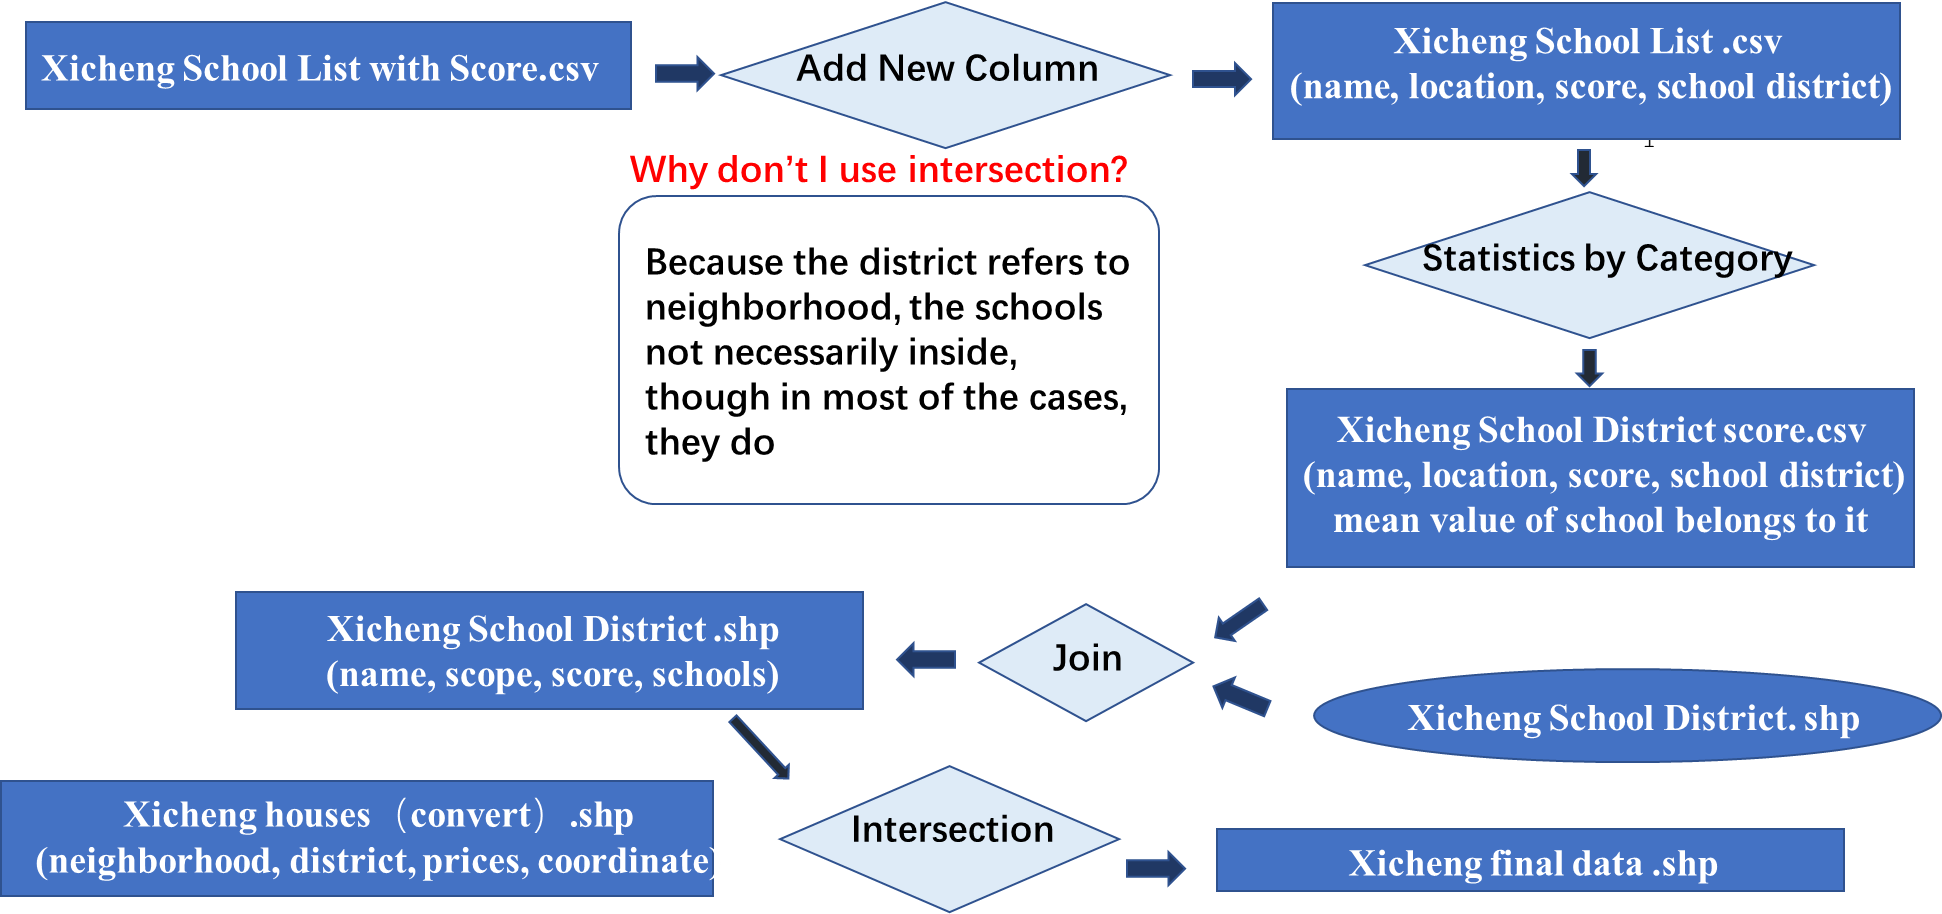 Xicheng School List with Score.csv
Add New Column
Xicheng School List .csv
(name, location, score, school district)
1
Why don’t I use intersection?
Because the district refers to
neighborhood, the schools
not necessarily inside,
though in most of the cases,
they do
Statistics by Category
Xicheng School District score.csv
(name, location, score, school district)
mean value of school belongs to it
Xicheng School District .shp
(name, scope, score, schools)
Join
Xicheng School District. shp
Xicheng houses（convert）.shp
(neighborhood, district, prices, coordinate)
Intersection
Xicheng final data .shp